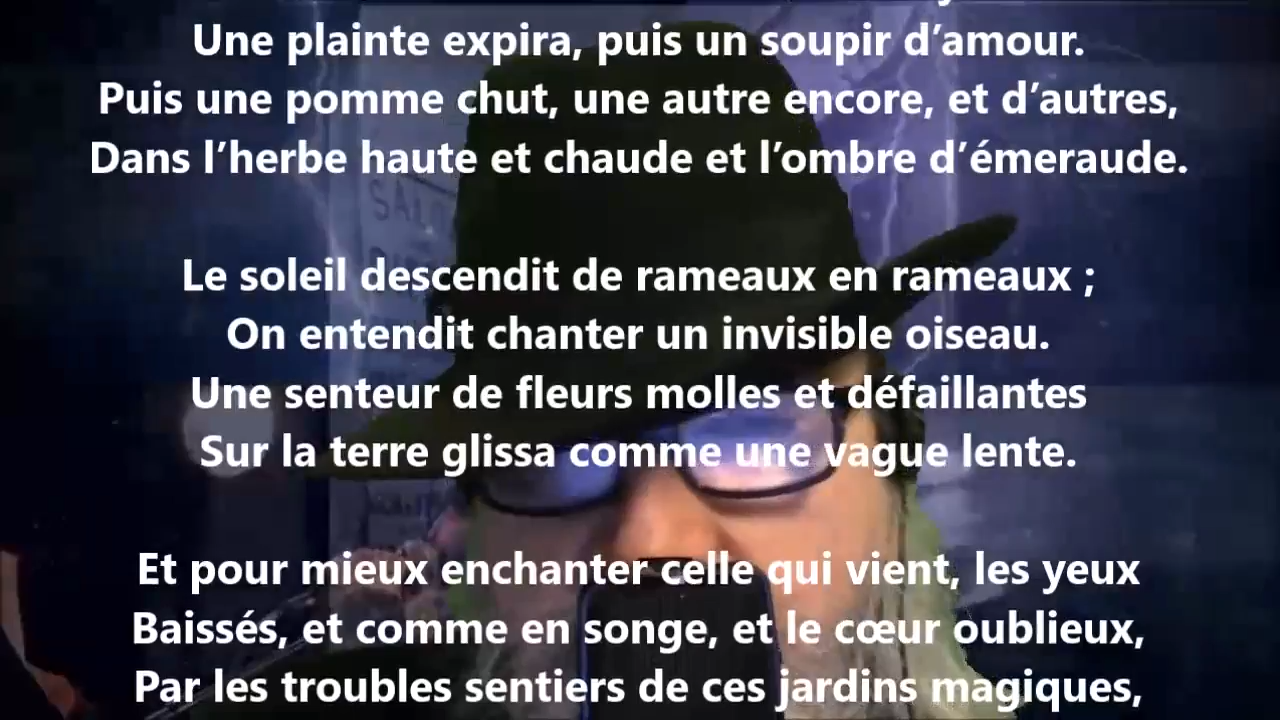 Une plainte expira, puis un soupir d’amour.
Puis une pomme chut, une autre encore, et d’autres,
Dans l’herbe haute et chaude et l’ombre d’émeraude.
Le soleil descendit de rameaux en rameaux ;
On entendit chanter un invisible oiseau.
Une senteur de fleurs molles et défaillantes
Sur la terre glissa comme une vague lente.
Et pour mieux enchanter celle qui vient, les yeux
Baissés, et comme en songe, et le cœur oublieux,
Par les troubles sentiers de ces jardins magiques,